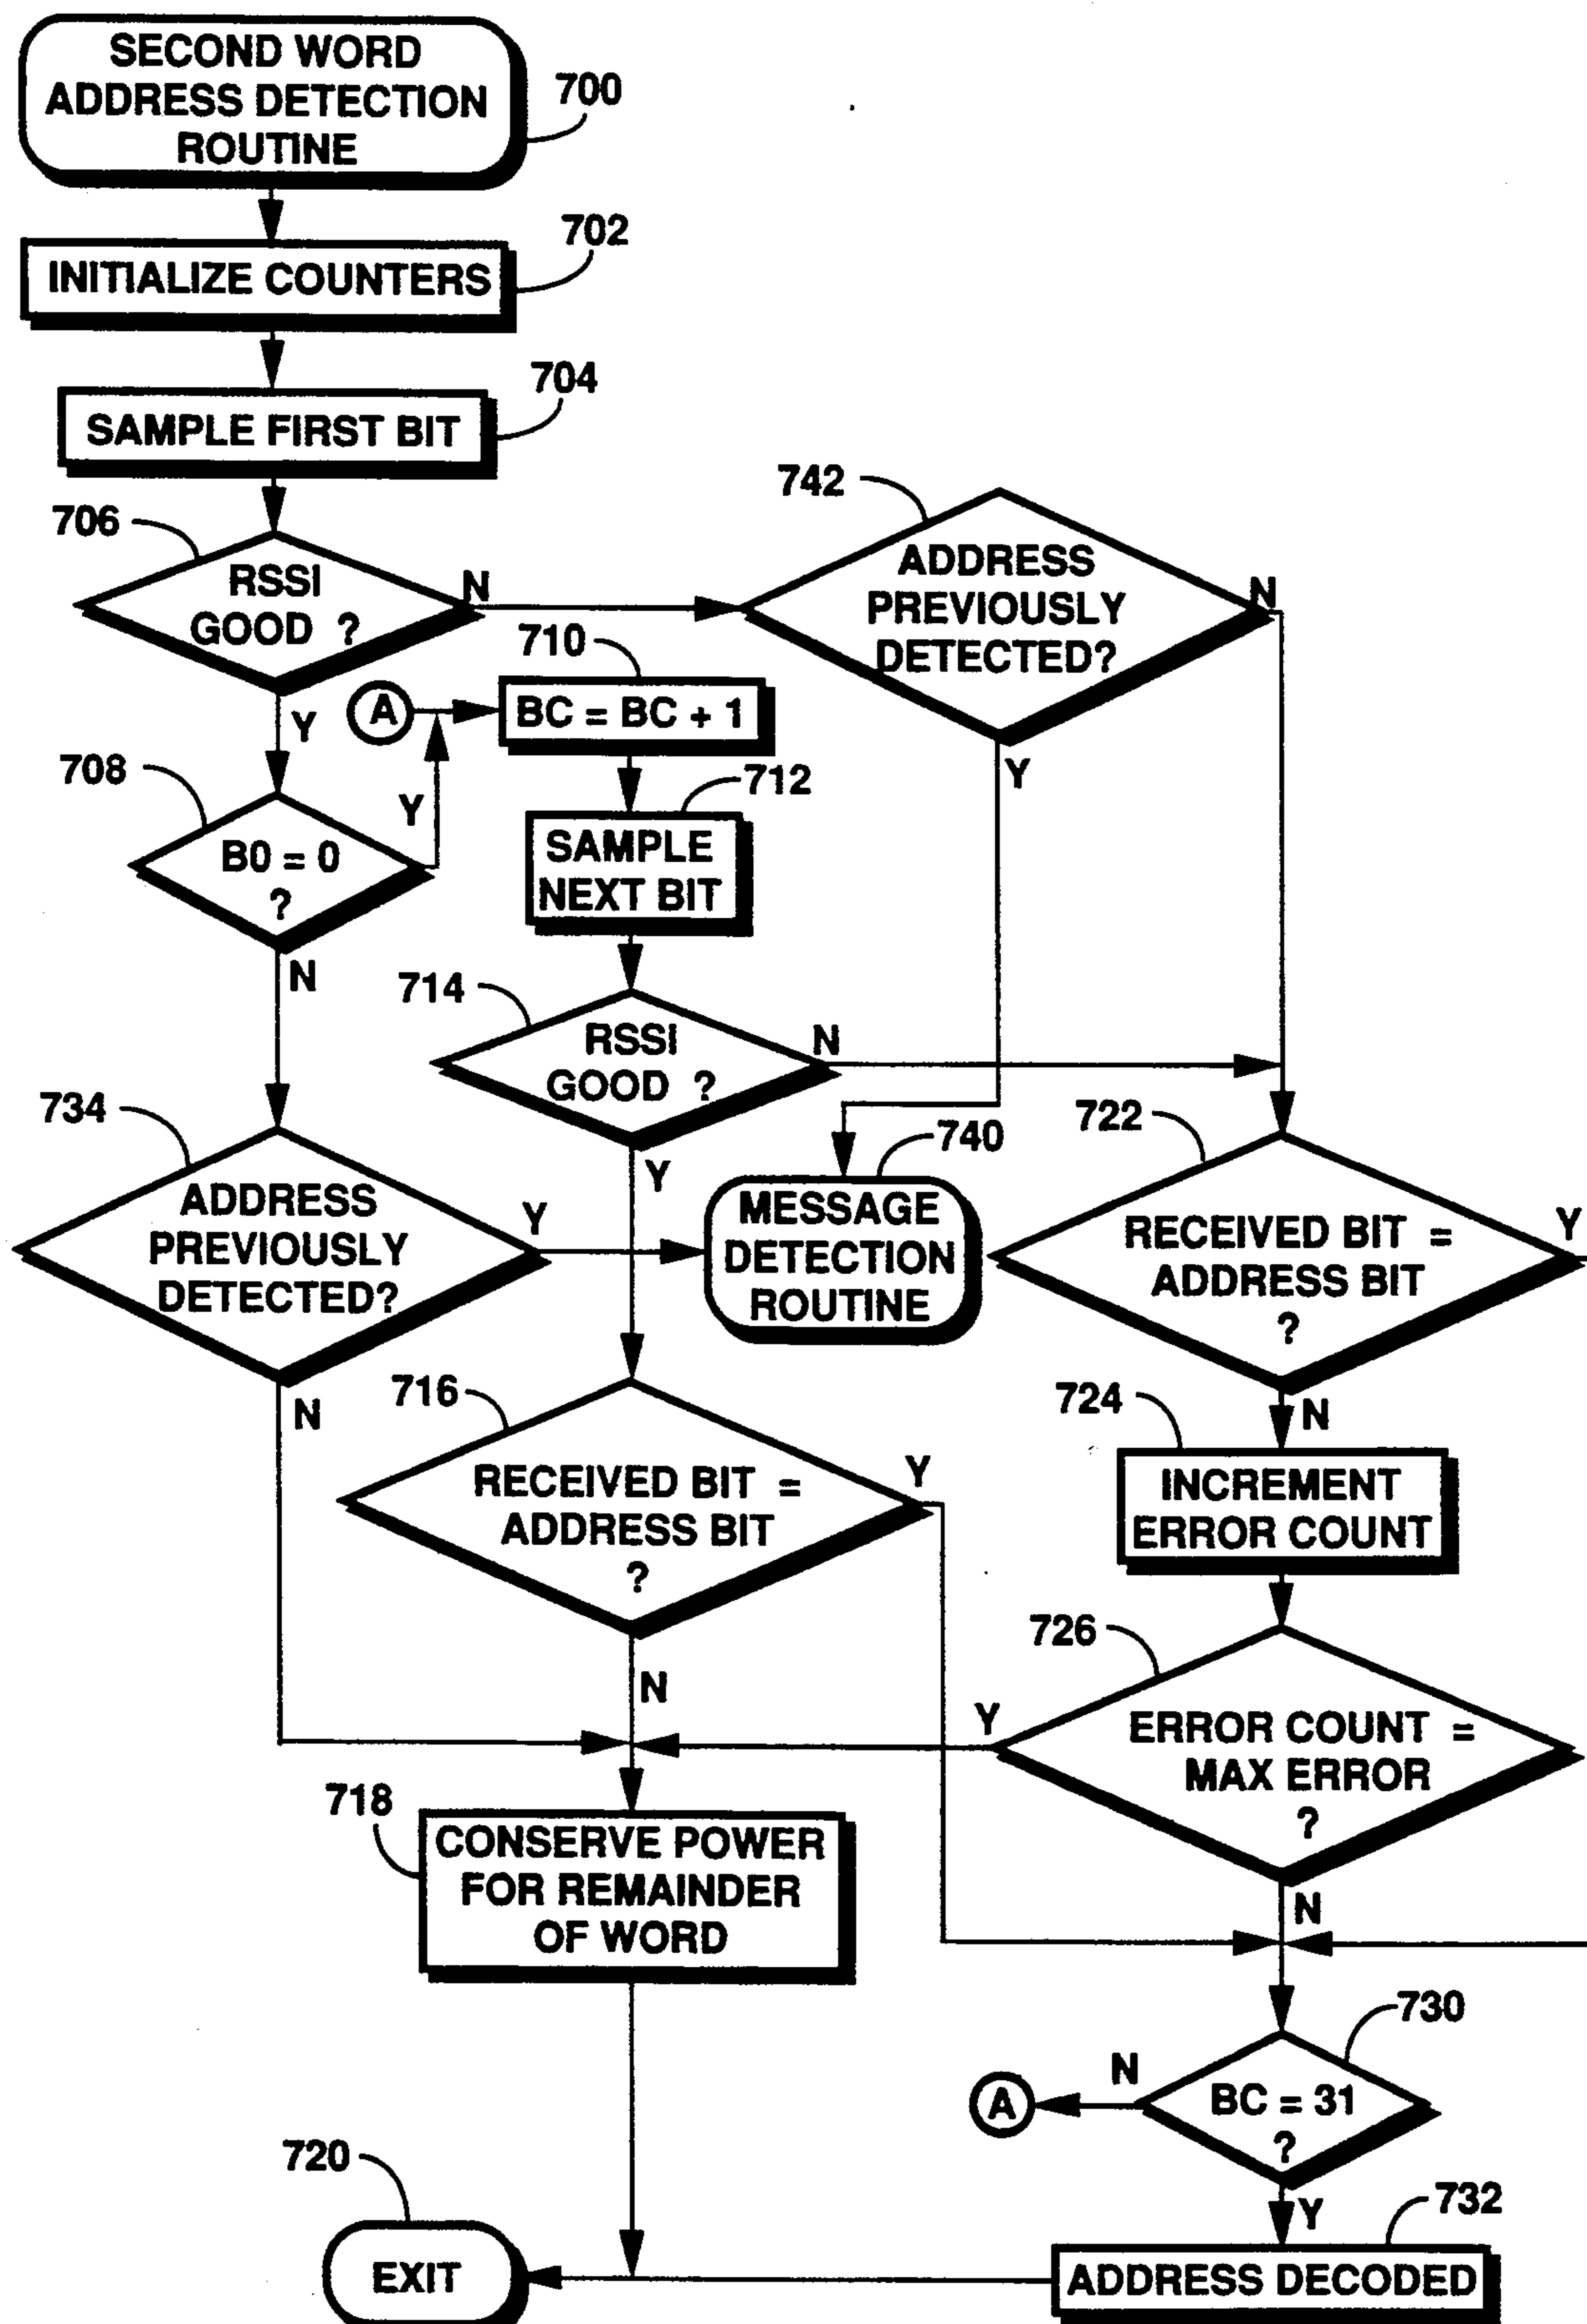 SECOND WORD
ADDRESS DETECTION
ROUTINE
700
INITIALIZE COUNTERS
702
SAMPLE FIRST BIT
704
706
RSSI
GOOD ?
N
Y
742
ADDRESS
PREVIOUSLY
DETECTED?
N
Y
710
A
BC = BC + 1
708
B0 = 0
?
Y
N
712
SAMPLE
NEXT BIT
714
RSSI
GOOD ?
N
Y
734
ADDRESS
PREVIOUSLY
DETECTED?
Y
N
740
MESSAGE
DETECTION
ROUTINE
722
RECEIVED BIT =
ADDRESS BIT
?
Y
N
716
RECEIVED BIT =
ADDRESS BIT
?
Y
N
724
INCREMENT
ERROR COUNT
726
ERROR COUNT =
MAX ERROR
?
Y
N
718
CONSERVE POWER
FOR REMAINDER
OF WORD
730
BC = 31
?
N
A
Y
720
EXIT
732
ADDRESS DECODED